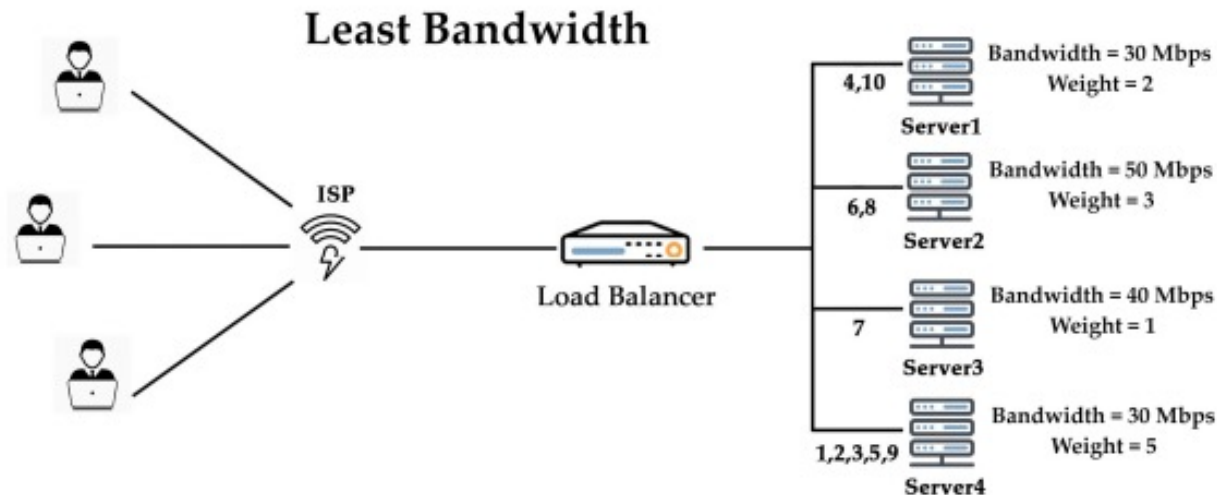 Least Bandwidth
ISP
Load Balancer
4,10
Server1
Bandwidth = 30 Mbps
Weight = 2
6,8
Server2
Bandwidth = 50 Mbps
Weight = 3
7
Server3
Bandwidth = 40 Mbps
Weight = 1
1,2,3,5,9
Server4
Bandwidth = 30 Mbps
Weight = 5